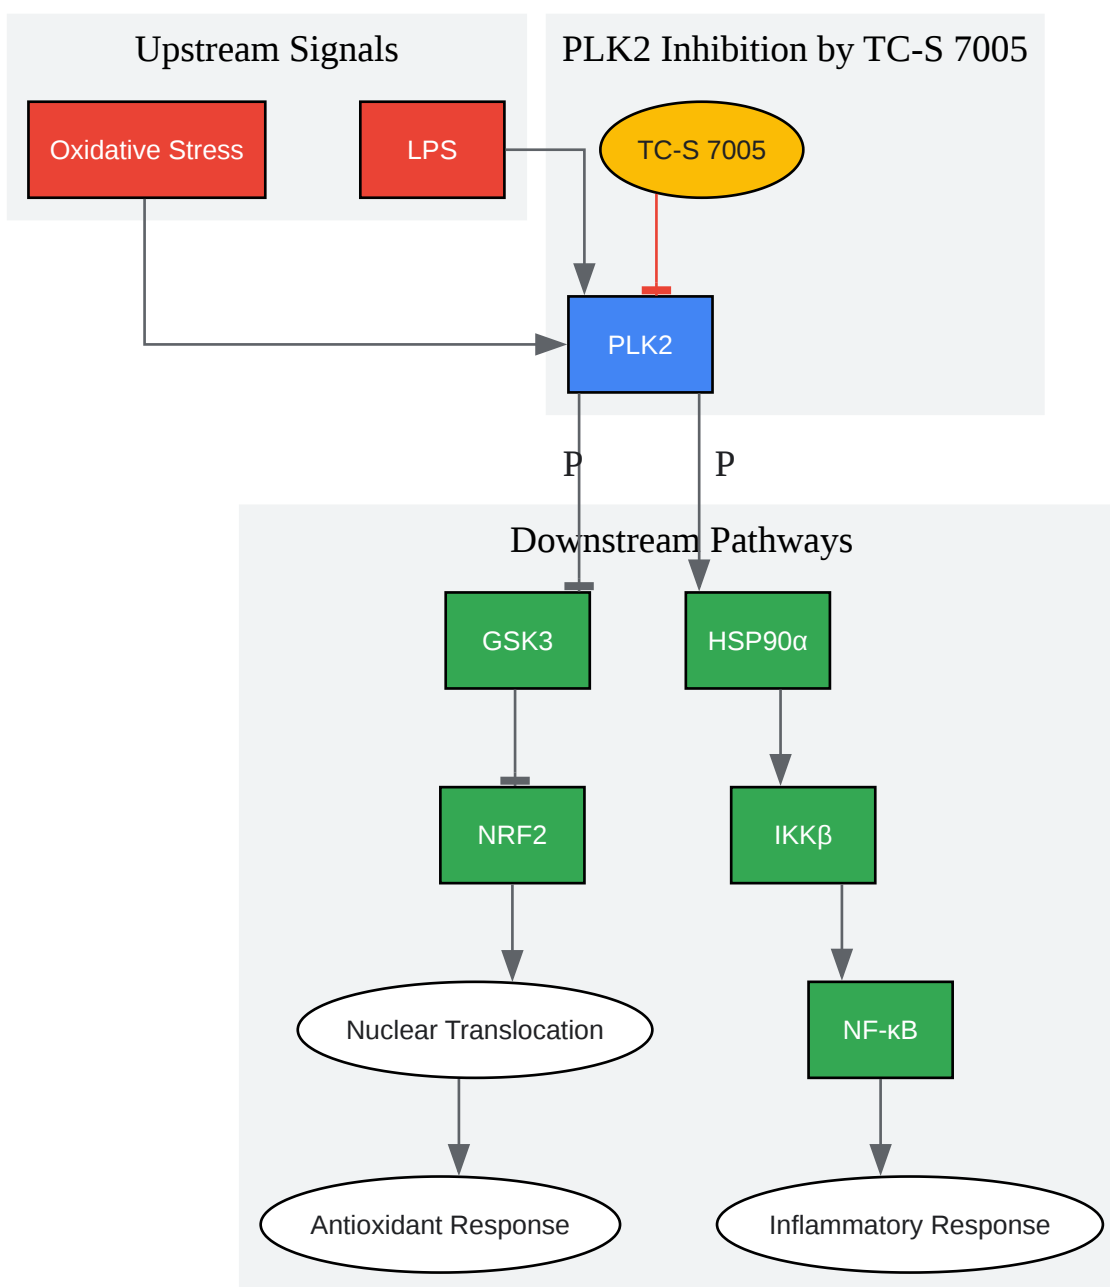 Upstream Signals
PLK2 Inhibition by TC-S 7005
Oxidative Stress
LPS
TC-S 7005
PLK2
P
P
Downstream Pathways
GSK3
HSP90α
NRF2
IKKβ
Nuclear Translocation
NF-κB
Antioxidant Response
Inflammatory Response